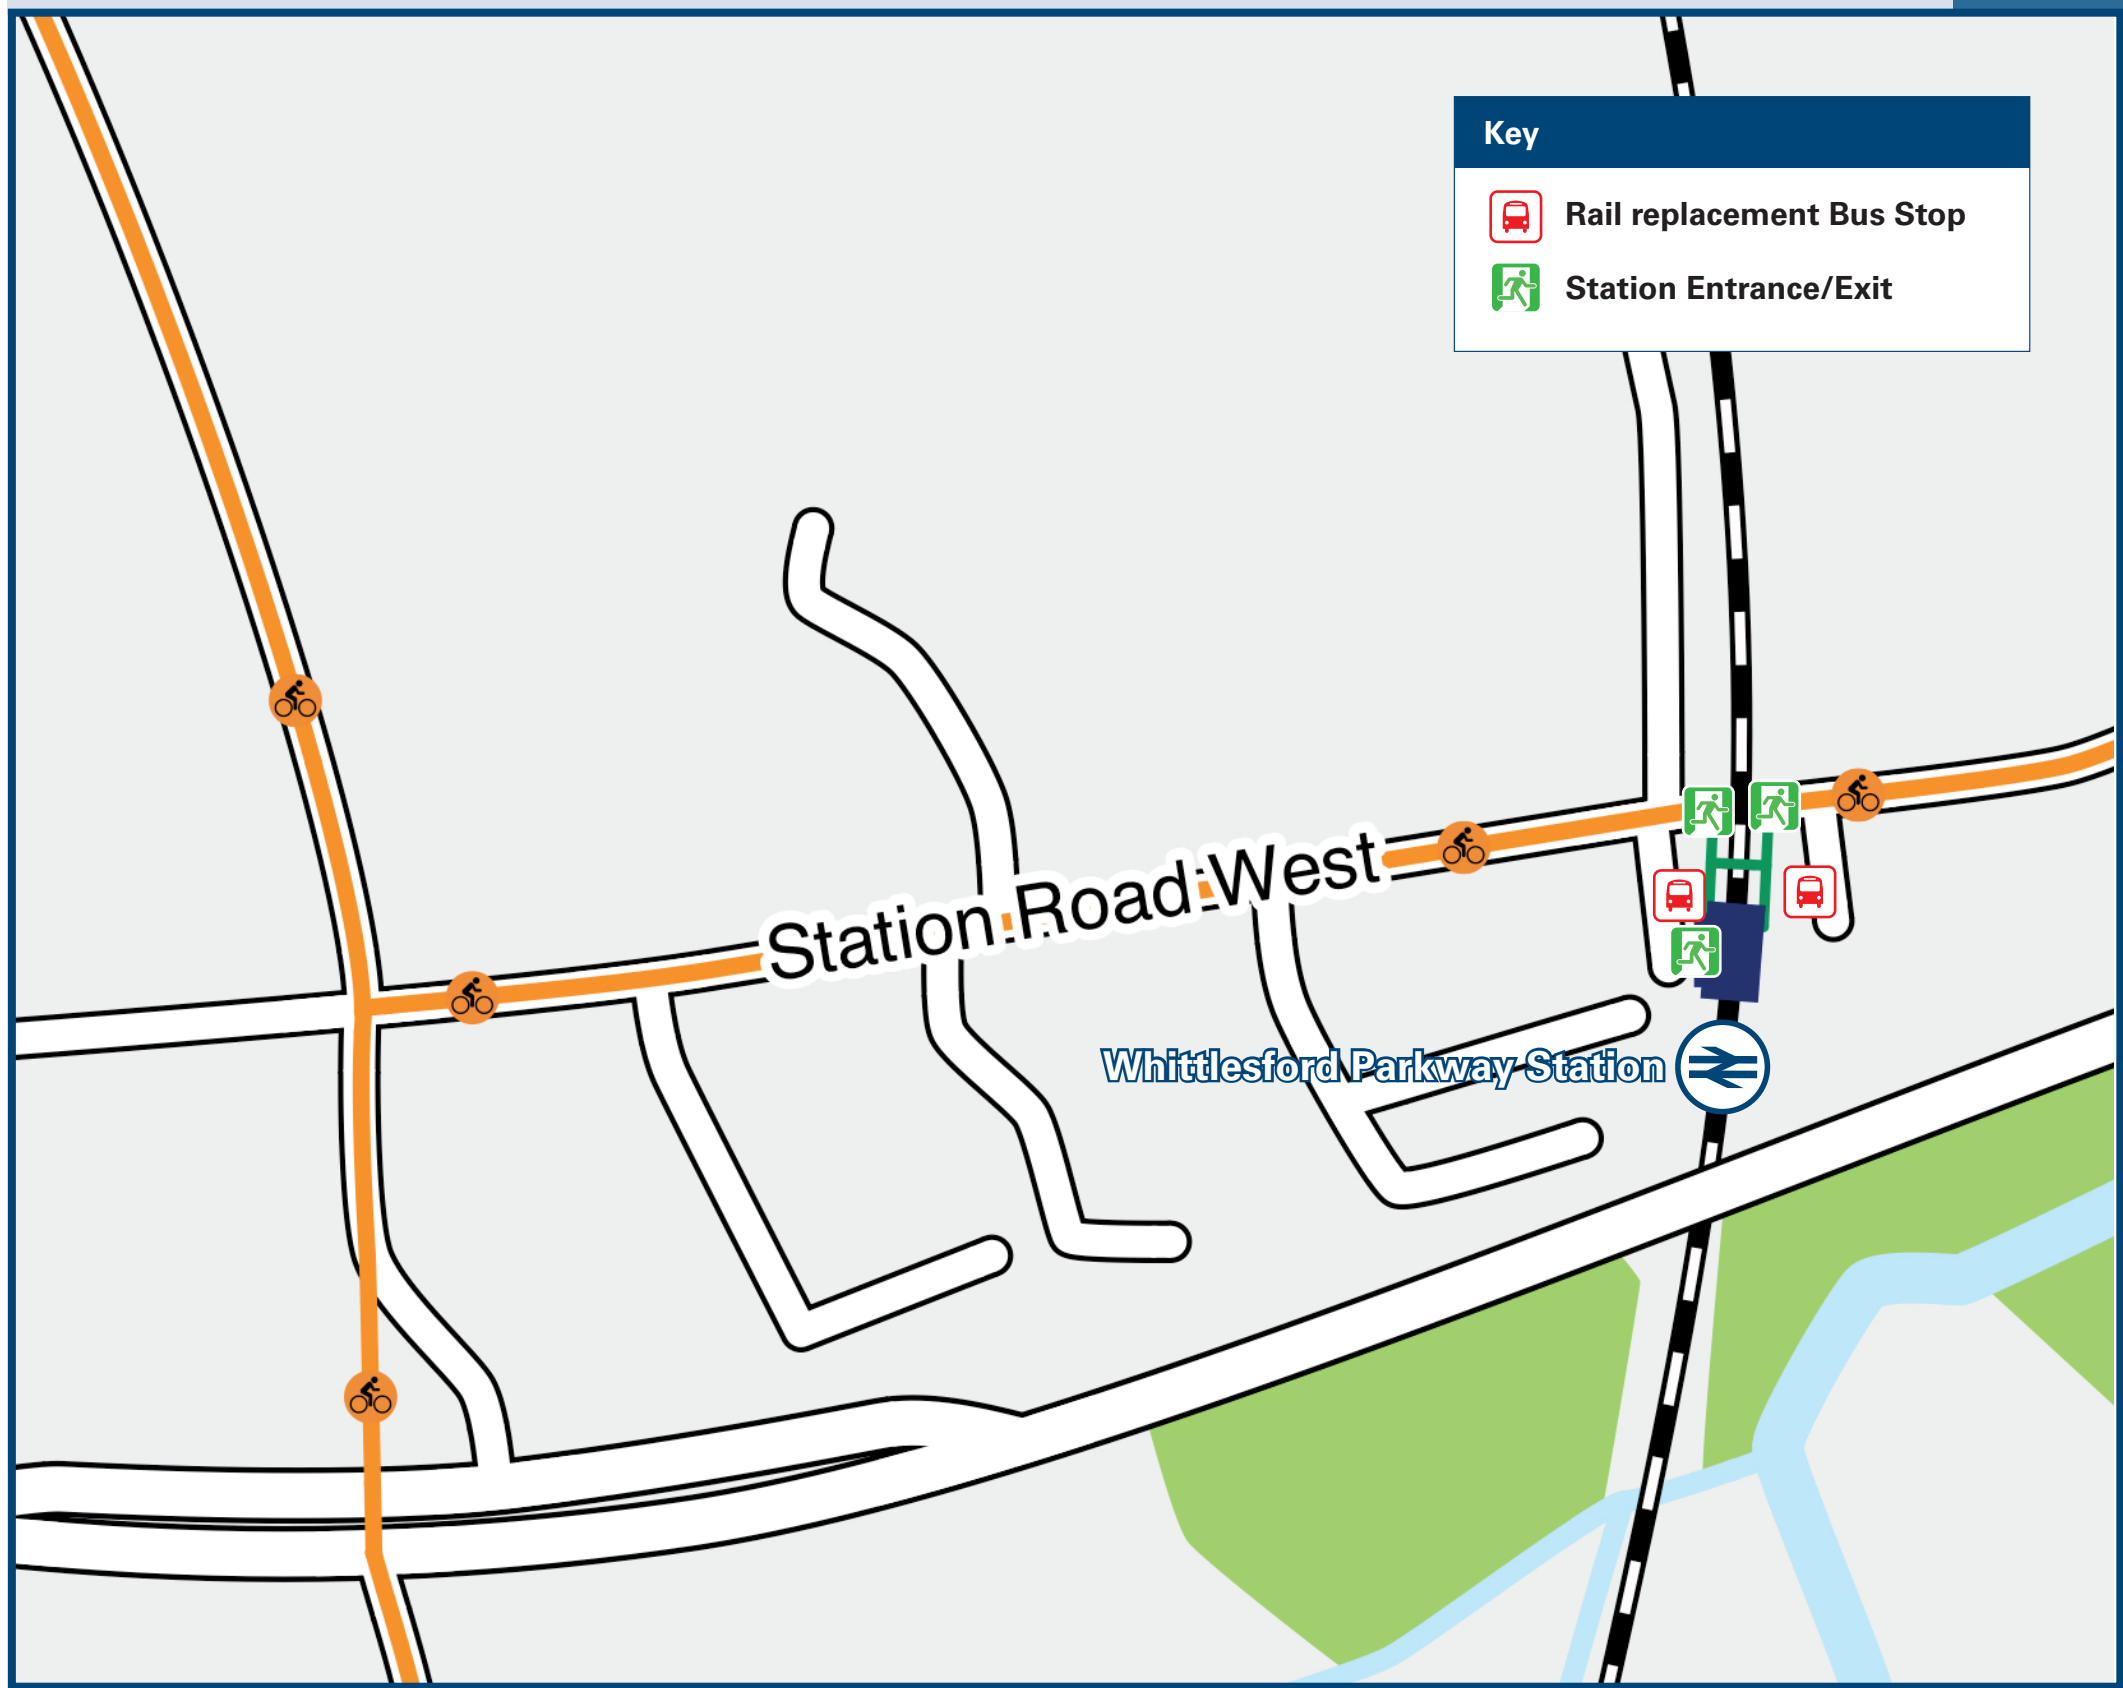 Key
Rail replacement Bus Stop
Station Entrance/Exit
Station Road West
Whittlesford Parkway Station